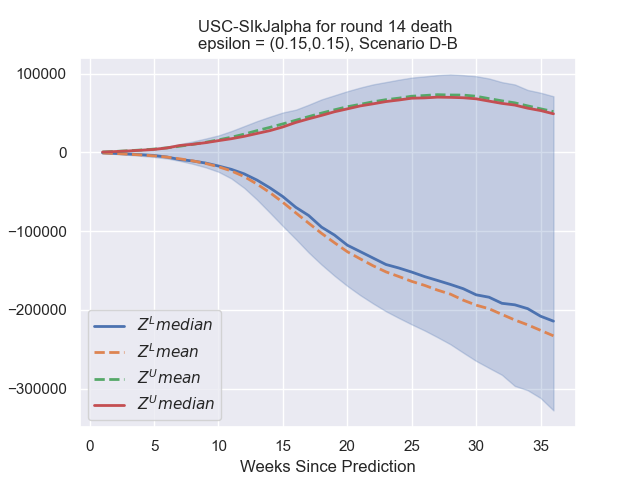 USC-SIkJalpha for round 14 death
epsilon = (0.15,0.15), Scenario D-B
100000
0
−100000
−200000
−300000
Z^L median
Z^L mean
Z^U mean
Z^U median
0 5 10 15 20 25 30 35
Weeks Since Prediction